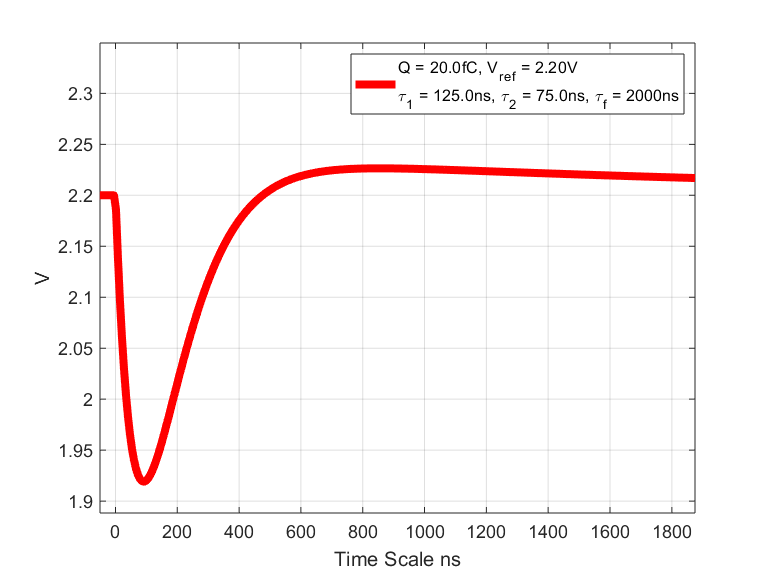 Q = 20.0fC, V_ref = 2.20V
τ_1 = 125.0ns, τ_2 = 75.0ns, τ_f = 2000ns
2.3
2.25
2.2
2.15
2.1
2.05
2
1.95
1.9
V
0 200 400 600 800 1000 1200 1400 1600 1800
Time Scale ns